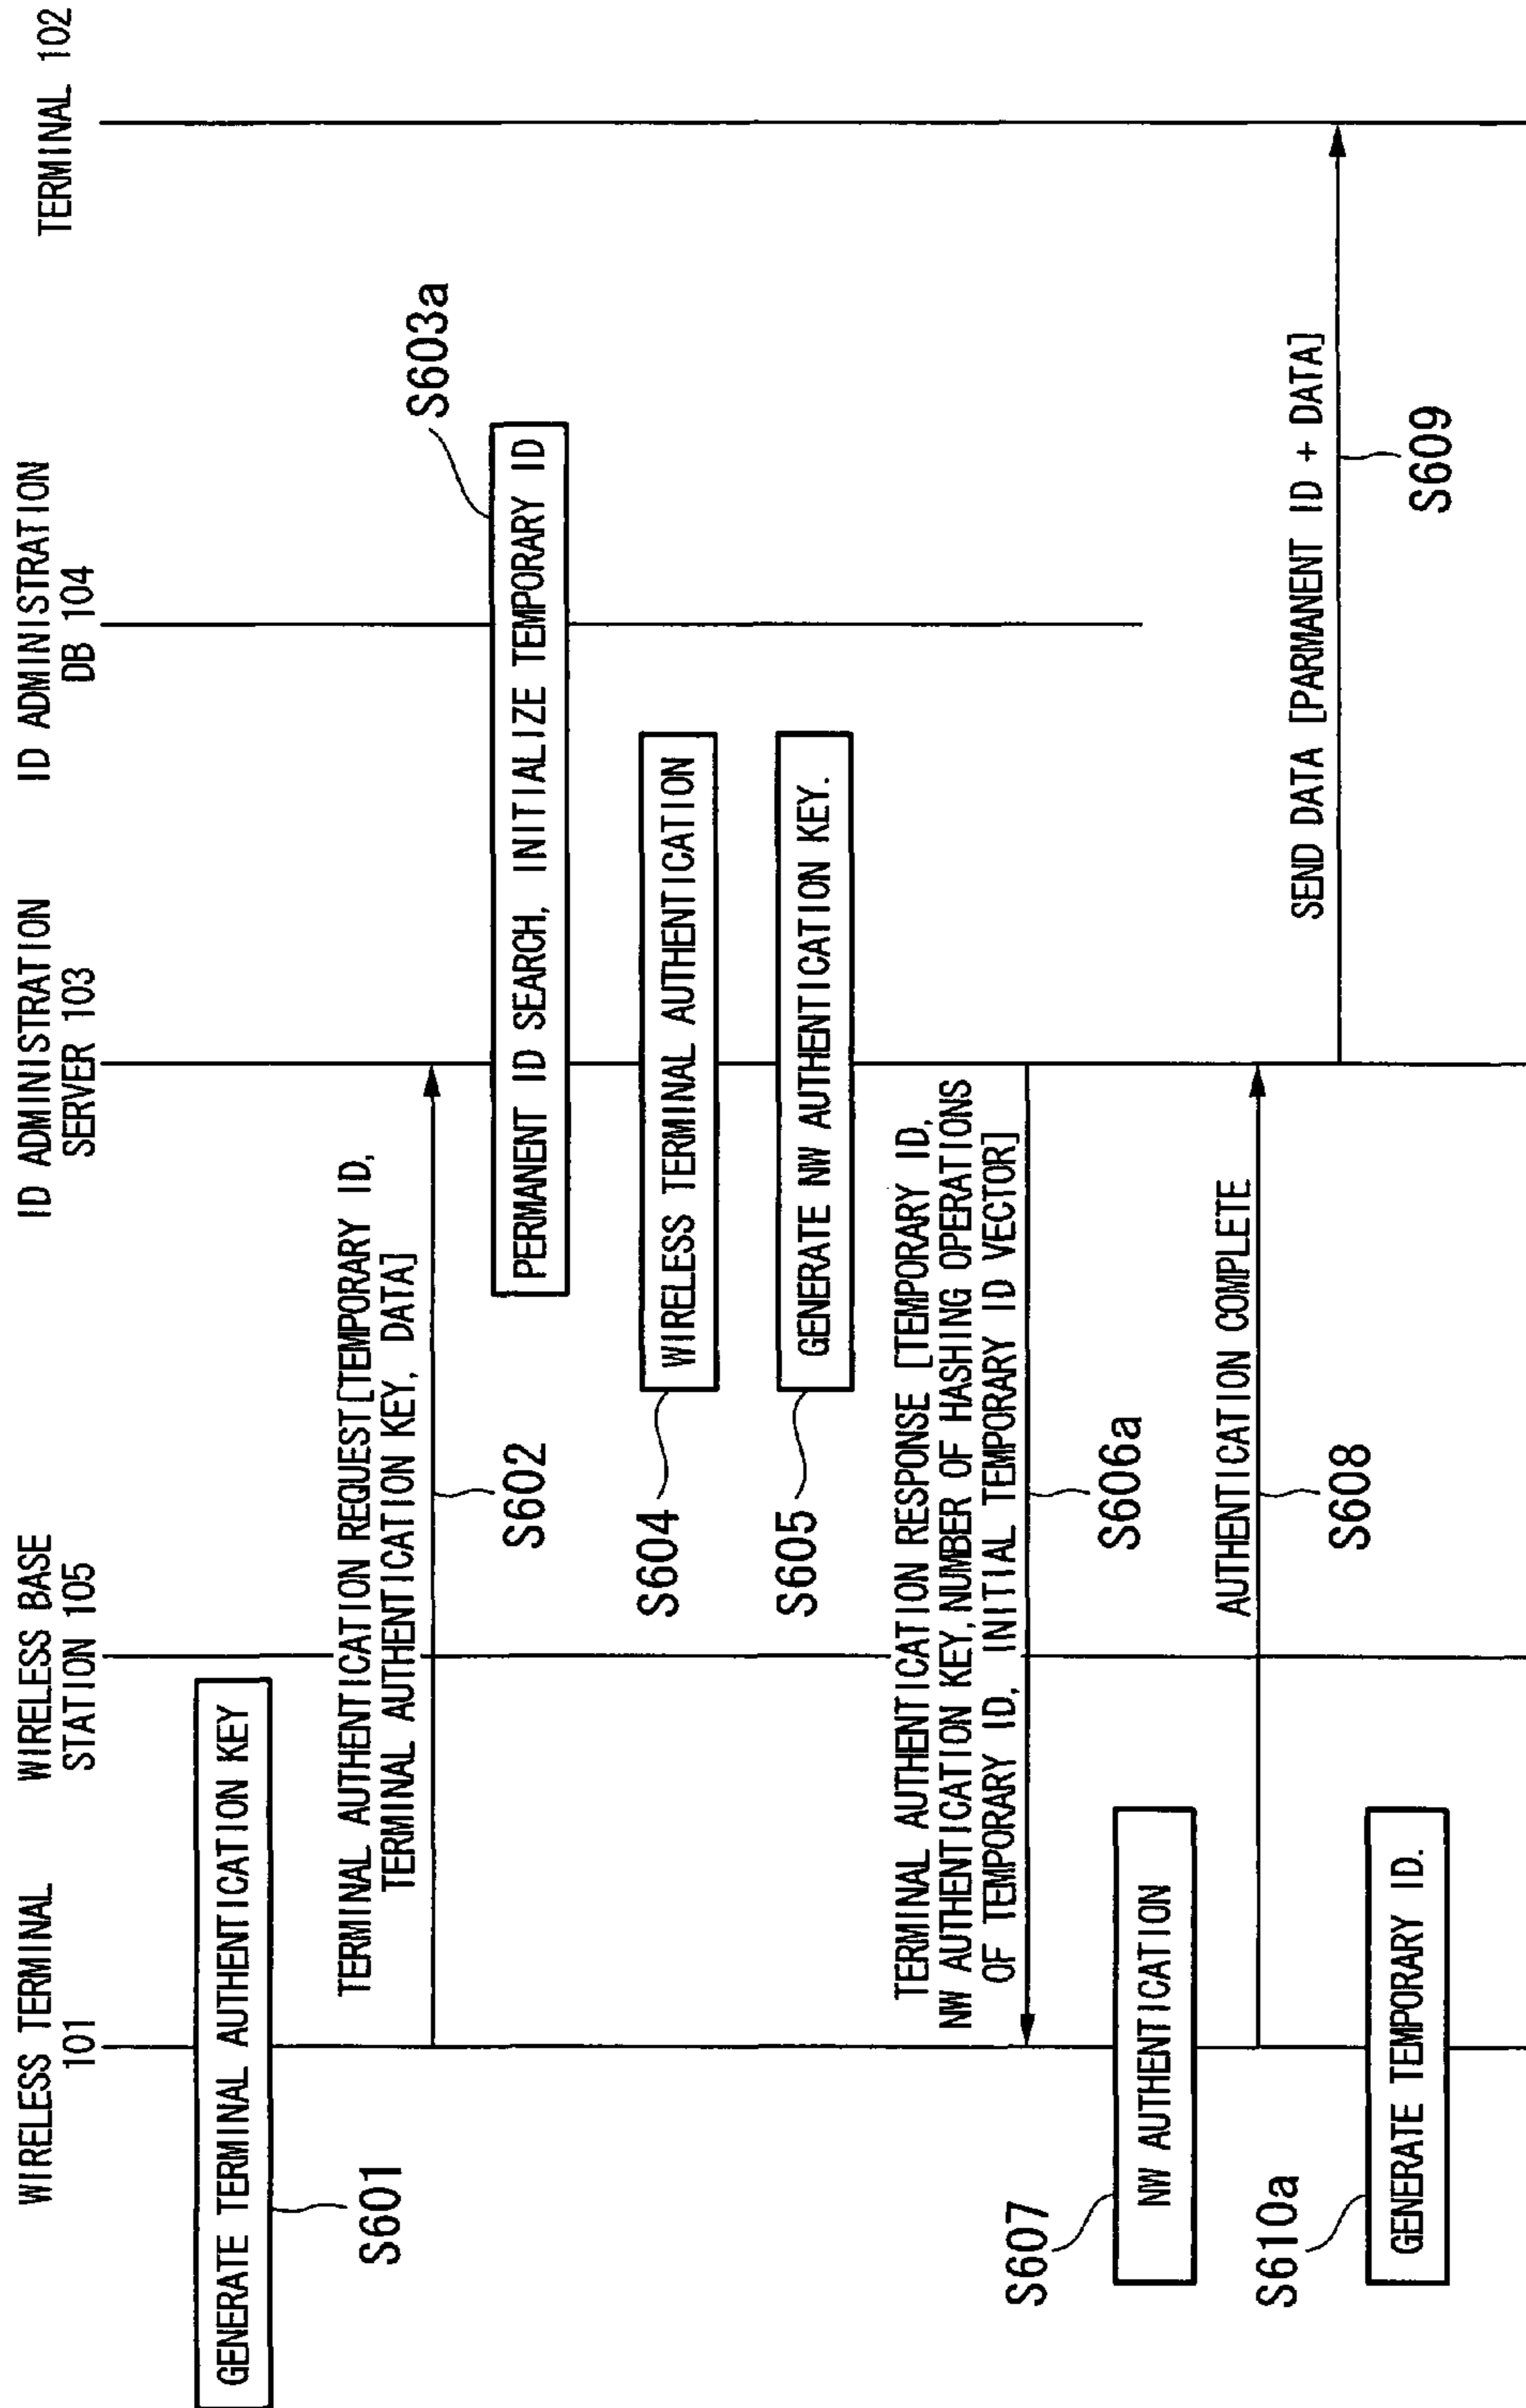 WIRELESS TERMINAL
101
WIRELESS BASE
STATION 105
ID ADMINISTRATION
SERVER 103
ID ADMINISTRATION
DB 104
TERMINAL 102
GENERATE TERMINAL AUTHENTICATION KEY
S601
TERMINAL AUTHENTICATION REQUEST[TEMPORARY ID,
TERMINAL AUTHENTICATION KEY, DATA]
S602
PERMANENT ID SEARCH, INITIALIZE TEMPORARY ID
S603a
WIRELESS TERMINAL AUTHENTICATION
S604
GENERATE NW AUTHENTICATION KEY.
S605
TERMINAL AUTHENTICATION RESPONSE [TEMPORARY ID,
NW AUTHENTICATION KEY, NUMBER OF HASHING OPERATIONS
OF TEMPORARY ID, INITIAL TEMPORARY ID VECTOR]
S606a
NW AUTHENTICATION
S607
AUTHENTICATION COMPLETE
S608
SEND DATA [PARMANENT ID + DATA]
S609
GENERATE TEMPORARY ID.
S610a